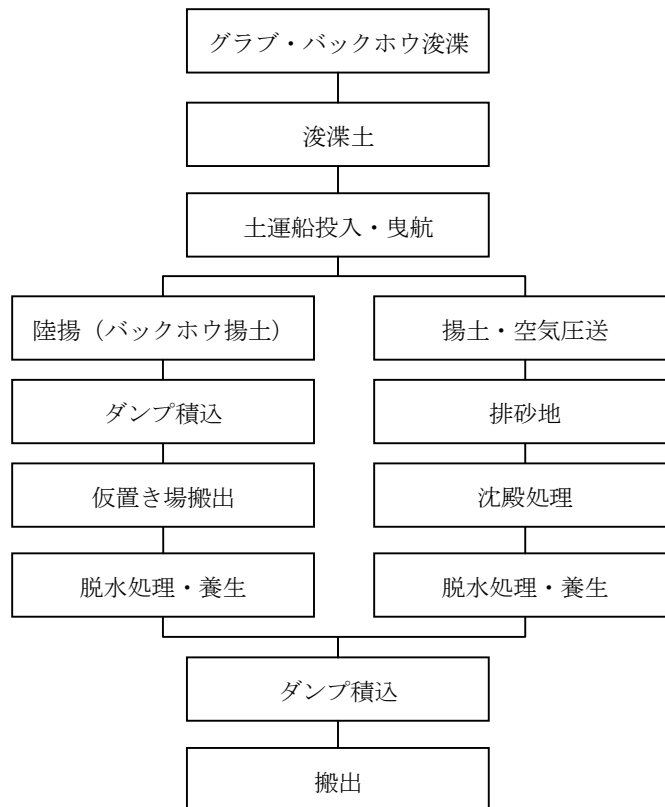 グラブ・バックホウ浚渫
浚渫土
土運船投入・曳航
陸揚（バックホウ揚土）
ダンプ積込
仮置き場搬出
脱水処理・養生
揚土・空気圧送
排砂地
沈殿処理
脱水処理・養生
ダンプ積込
搬出